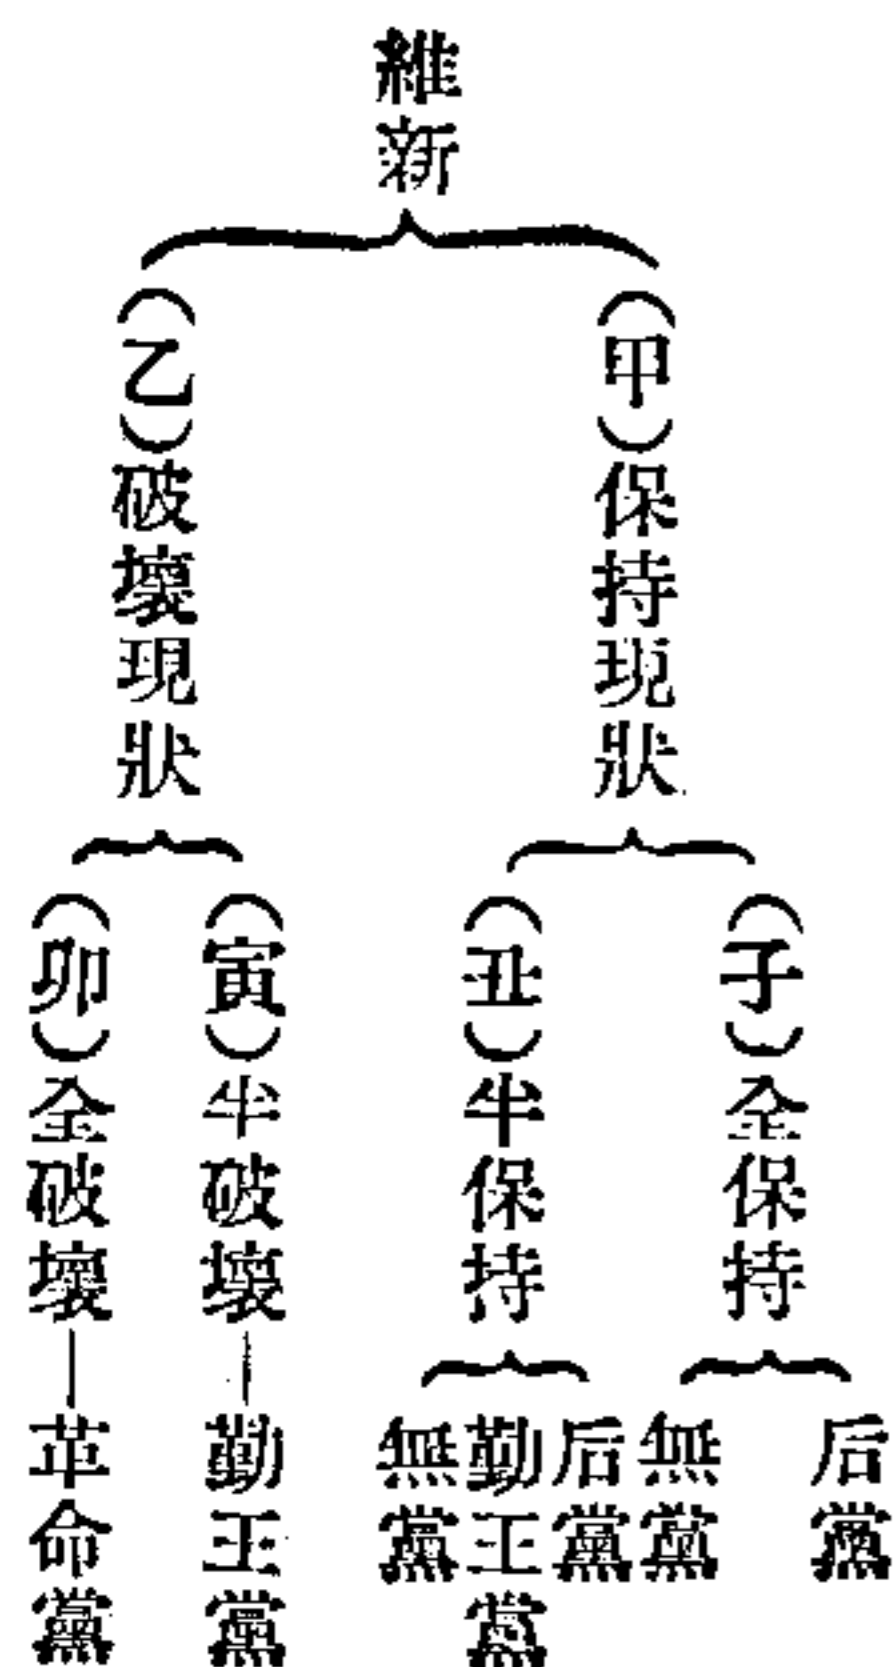 維新
(甲)保持現狀
(子)全保持
后黨
無黨
(丑)半保持
后黨
勤王黨
無黨
(乙)破壞現狀
(寅)半破壞—勤王黨
(卯)全破壞—革命黨